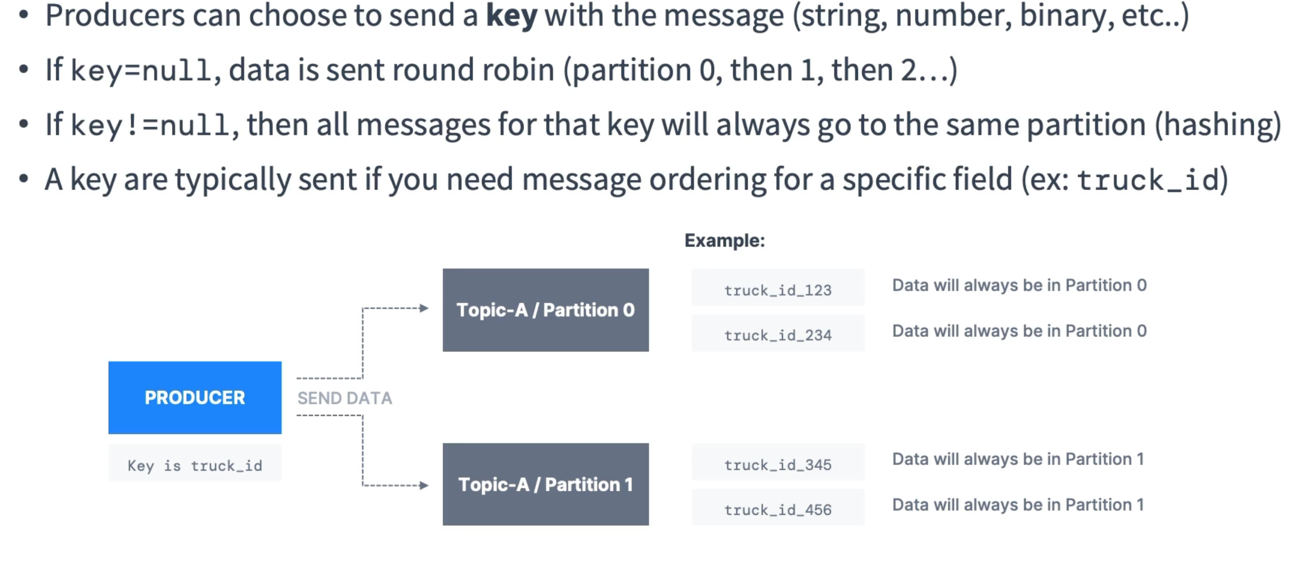 • Producers can choose to send a key with the message (string, number, binary, etc..)
• If key=null, data is sent round robin (partition 0, then 1, then 2...)
• If key!=null, then all messages for that key will always go to the same partition (hashing)
• A key are typically sent if you need message ordering for a specific field (ex: truck_id)
Example:
PRODUCER
Key is truck_id
SEND DATA
Topic-A / Partition 0
truck_id_123
Data will always be in Partition 0
truck_id_234
Data will always be in Partition 0
Topic-A / Partition 1
truck_id_345
Data will always be in Partition 1
truck_id_456
Data will always be in Partition 1